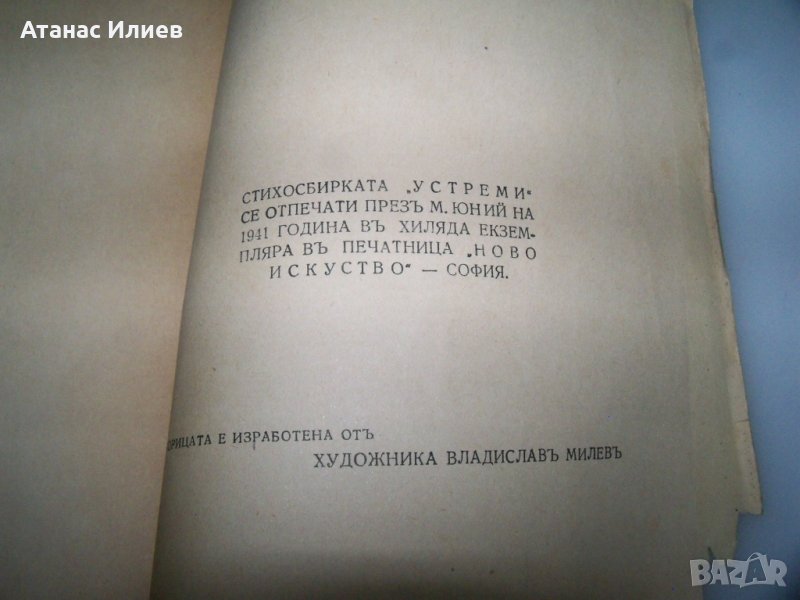 Атанас Илиев
СТИХОСБИРКАТА „УСТРЕМИ“
СЕ ОТПЕЧАТИ ПРЕЗЪ М. ЮНИЙ НА
1941 ГОДИНА ВЪ ХИЛЯДА ЕКЗЕМ-
ПЛЯРА ВЪ ПЕЧАТНИЦА „НОВО
ИСКУСТВО“ — СОФИЯ.
ОРИЦАТА Е ИЗРАБОТЕНА ОТЪ
ХУДОЖНИКА ВЛАДИСЛАВЪ МИЛЕВЪ
BAZAR